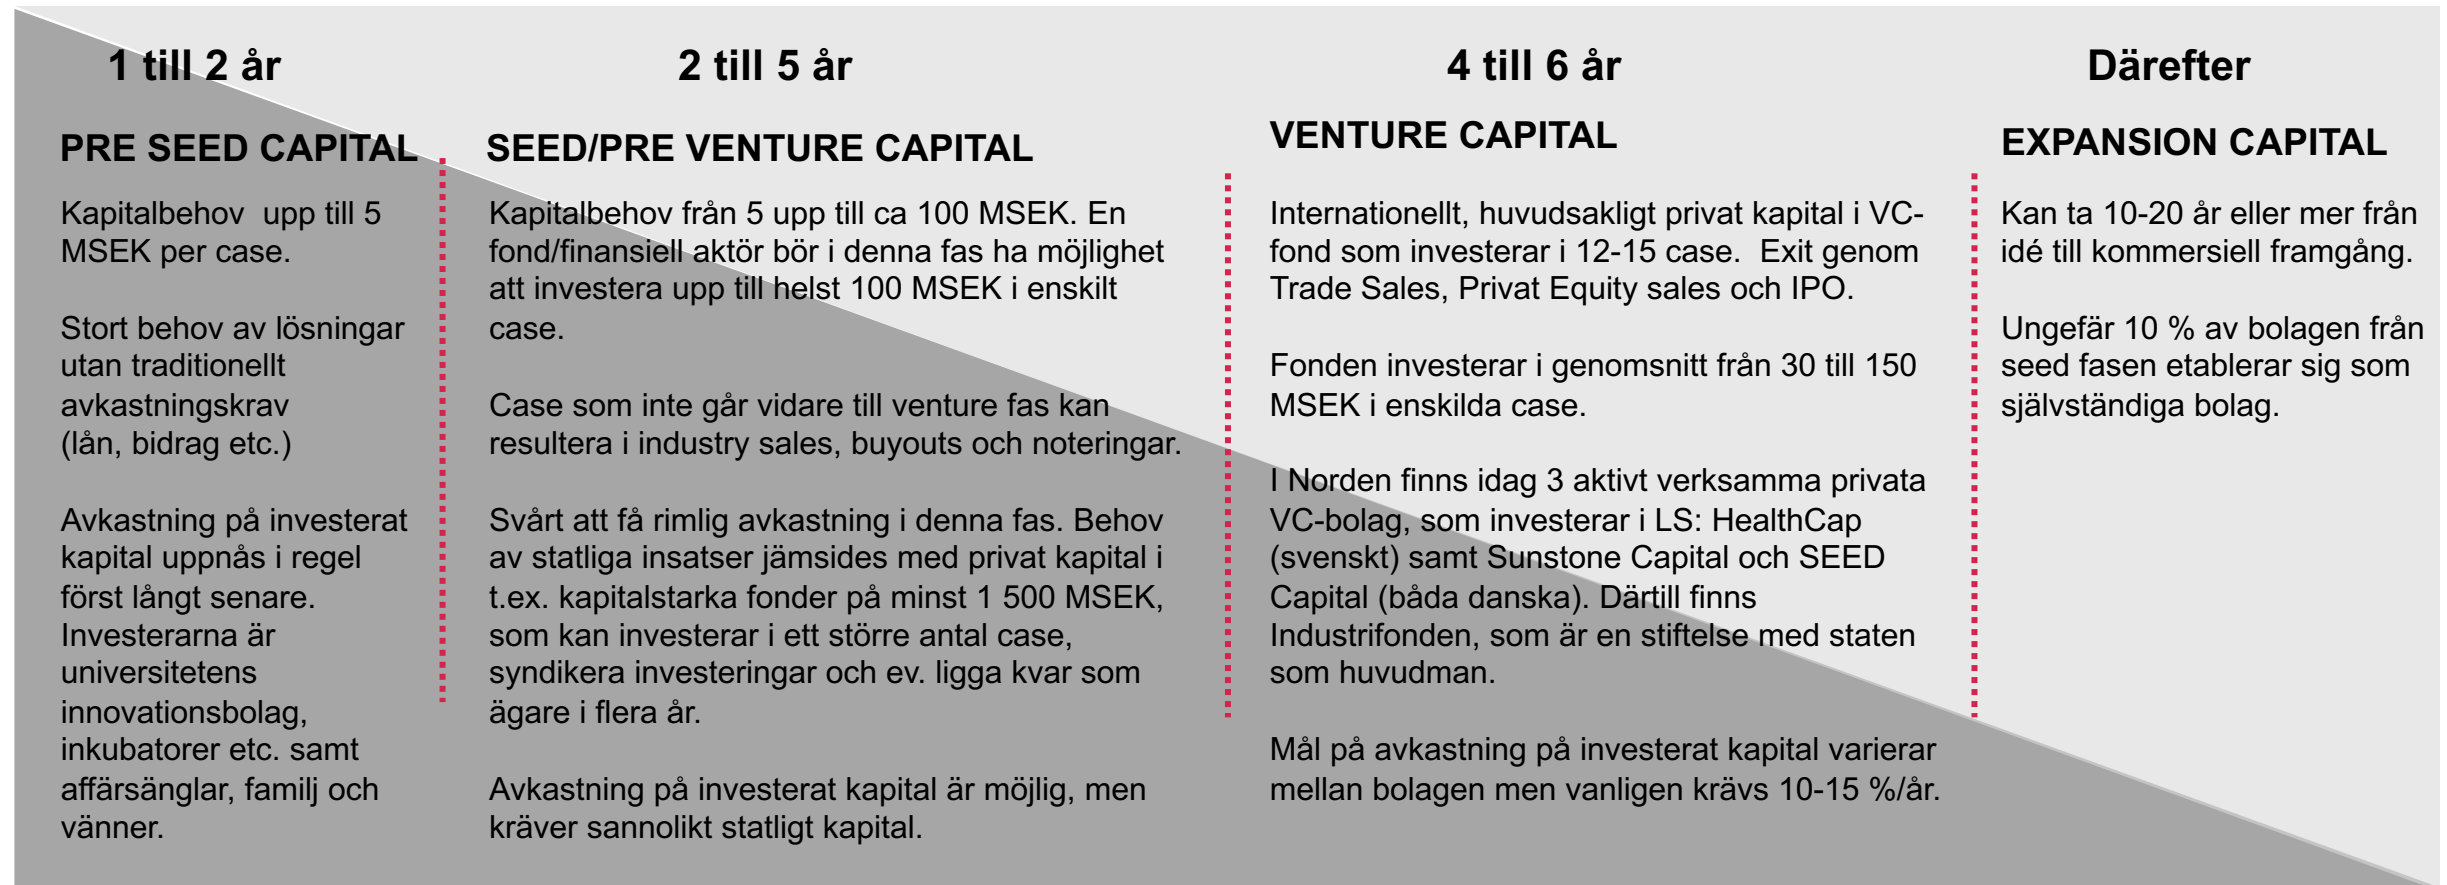 1 till 2 år
PRE SEED CAPITAL
Kapitalbehov  upp till 5
MSEK per case.
Stort behov av lösningar
utan traditionellt
avkastningskrav
(lån, bidrag etc.)
Avkastning på investerat
kapital uppnås i regel
först långt senare.
Investerarna är
universitetens
innovationsbolag,
inkubatorer etc. samt
affärsänglar, familj och
vänner.
2 till 5 år
SEED/PRE VENTURE CAPITAL
Kapitalbehov från 5 upp till ca 100 MSEK. En
fond/finansiell aktör bör i denna fas ha möjlighet
att investera upp till helst 100 MSEK i enskilt
case.
Case som inte går vidare till venture fas kan
resultera i industry sales, buyouts och noteringar.
Svårt att få rimlig avkastning i denna fas. Behov
av statliga insatser jämsides med privat kapital i
t.ex. kapitalstarka fonder på minst 1 500 MSEK,
som kan investerar i ett större antal case,
syndikera investeringar och ev. ligga kvar som
ägare i flera år.
Avkastning på investerat kapital är möjlig, men
kräver sannolikt statligt kapital.
4 till 6 år
VENTURE CAPITAL
Internationellt, huvudsakligt privat kapital i VC-
fond som investerar i 12-15 case.  Exit genom
Trade Sales, Privat Equity sales och IPO.
Fonden investerar i genomsnitt från 30 till 150
MSEK i enskilda case.
I Norden finns idag 3 aktivt verksamma privata
VC-bolag, som investerar i LS: HealthCap
(svenskt) samt Sunstone Capital och SEED
Capital (båda danska). Därtill finns
Industrifonden, som är en stiftelse med staten
som huvudman.
Mål på avkastning på investerat kapital varierar
mellan bolagen men vanligen krävs 10-15 %/år.
Därefter
EXPANSION CAPITAL
Kan ta 10-20 år eller mer från
idé till kommersiell framgång.
Ungefär 10 % av bolagen från
seed fasen etablerar sig som
självständiga bolag.